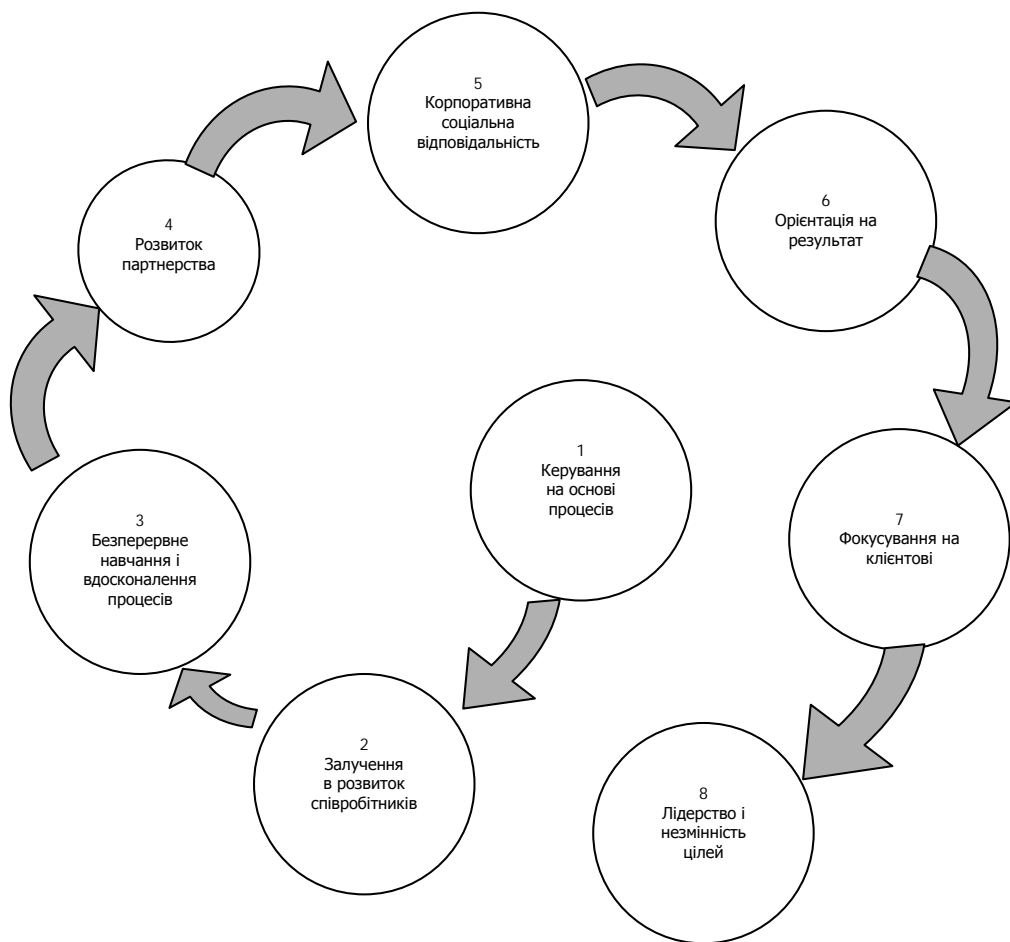 1
Керування
на основі
процесів
2
Залучення
в розвиток
співробітників
3
Безперервне
навчання і
вдосконалення
процесів
4
Розвиток
партнерства
5
Корпоративна
соціальна
відповідальність
6
Орієнтація на
результат
7
Фокусування на
клієнтові
8
Лідерство і
незмінність
цілей